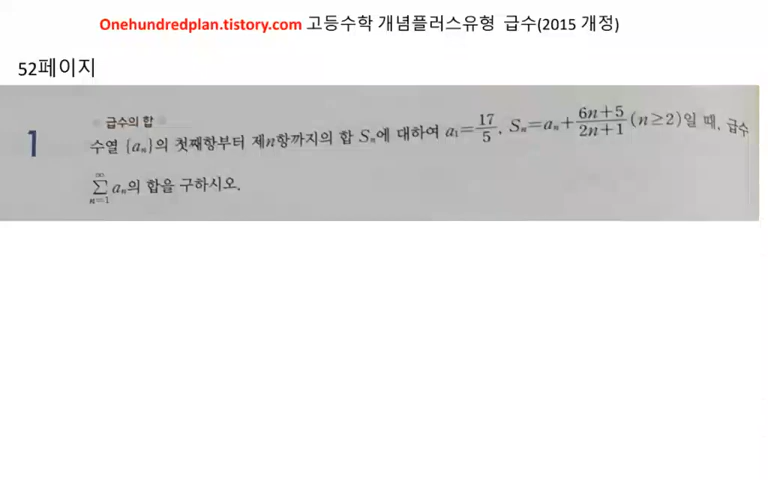 Onehundredplan.tistory.com 고등수학 개념플러스유형 급수(2015 개정)
52페이지
급수의 합
1 수열 {aₙ}의 첫째항부터 제n항까지의 합 Sₙ에 대하여 a₁=17/5, Sₙ=aₙ+(6n+5)/(2n+1) (n≥2)일 때, 급수
∑(n=1 to ∞) aₙ의 합을 구하시오.